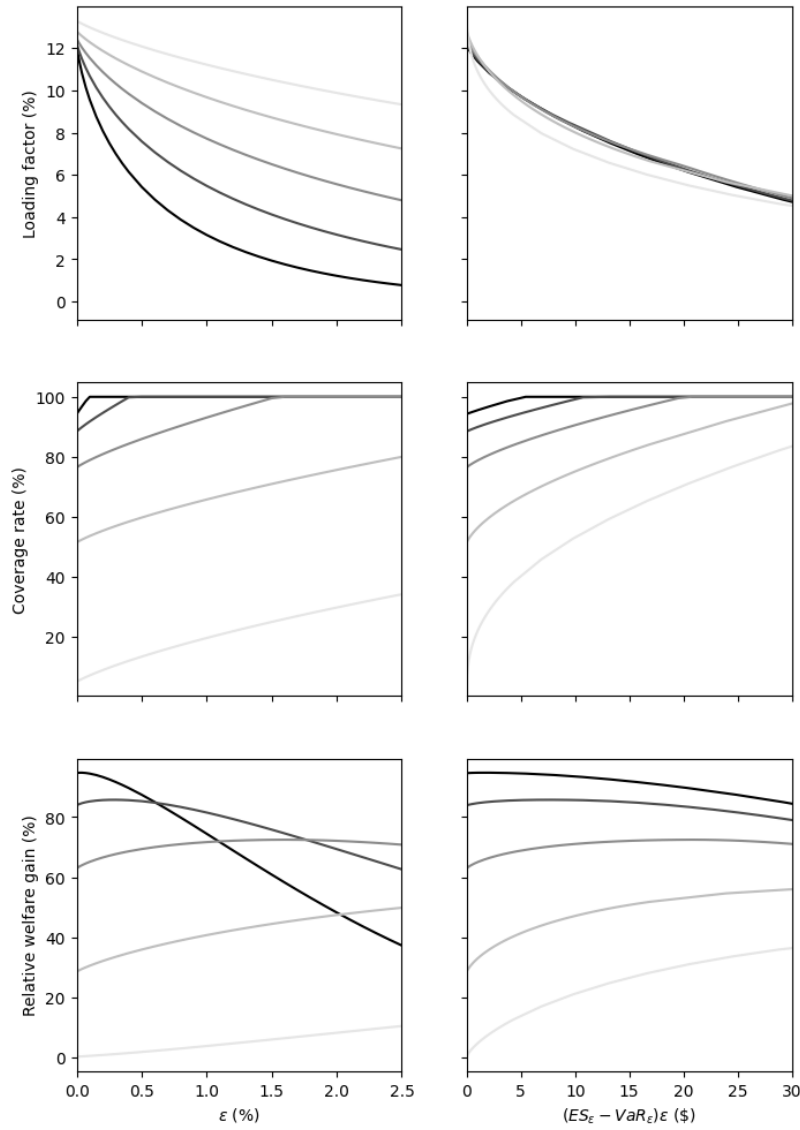 12
10
8
6
4
2
0
Loading factor (%)
100
80
60
40
20
Coverage rate (%)
80
60
40
20
0
Relative welfare gain (%)
0.0 0.5 1.0 1.5 2.0 2.5
0 5 10 15 20 25 30
ε (%)
(ES_ε − VaR_ε)ε ($)